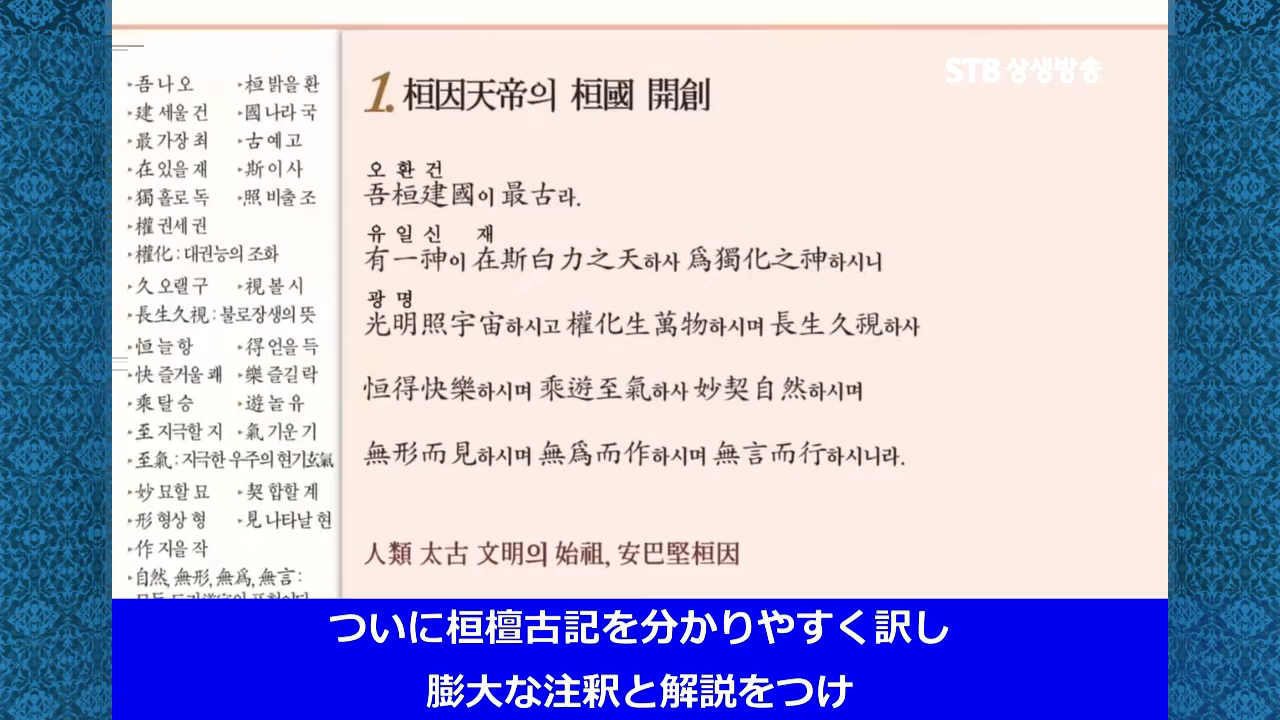 STB 상생방송
▸吾 나 오 ▸桓 밝을 환
▸建 세울 건 ▸國 나라 국
▸最 가장 최 ▸古 예 고
▸在 있을 재 ▸斯 이 사
▸獨 홀로 독 ▸照 비출 조
▸權 권세 권
▸權化 : 대권능의 조화
▸久 오랠 구 ▸視 볼 시
▸長生久視 : 불로장생의 뜻
▸恒 늘 항 ▸得 얻을 득
▸快 즐거울 쾌 ▸樂 즐길 락
▸乘 탈 승 ▸遊 놀 유
▸至 지극할 지 ▸氣 기운 기
▸至氣 : 지극한 우주의 현기玄氣
▸妙 묘할 묘 ▸契 합할 계
▸形 형상 형 ▸見 나타날 현
▸作 지을 작
▸自然, 無形, 無爲, 無言 :
1. 桓因天帝의 桓國 開創
오 환 건
吾桓建國이 最古라.
유 일 신 재
有一神이 在斯白力之天하사 爲獨化之神하시니
광 명
光明照宇宙하시고 權化生萬物하시며 長生久視하사
恒得快樂하시며 乘遊至氣하사 妙契自然하시며
無形而見하시며 無爲而作하시며 無言而行하시니라.
人類 太古 文明의 始祖, 安巴堅桓因
ついに桓檀古記を分かりやすく訳し
膨大な注釈と解説をつけ